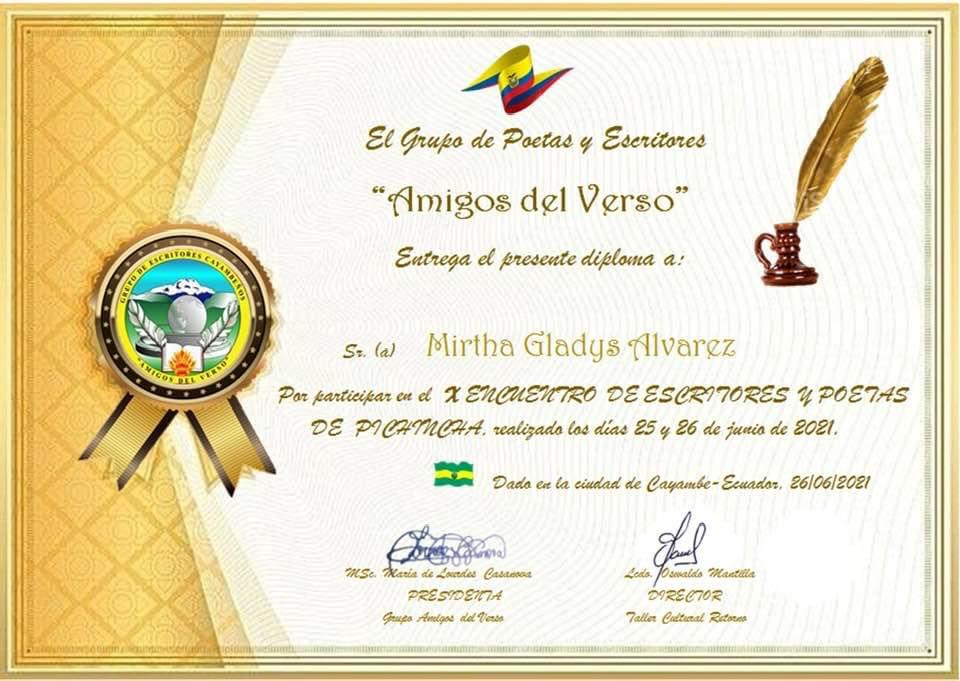 El Grupo de Poetas y Escritores
“Amigos del Verso”
Entrega el presente diploma a:
GRUPO DE ESCRITORES CAYAMBEÑOS
"AMIGOS DEL VERSO"
Sr. (a) Mirtha Gladys Alvarez
Por participar en el X ENCUENTRO DE ESCRITORES Y POETAS
DE PICHINCHA, realizado los días 25 y 26 de junio de 2021.
Dado en la ciudad de Cayambe-Ecuador, 26/06/2021
MSc. María de Lourdes Casanova
PRESIDENTA
Grupo Amigos del Verso
Lcdo. Oswaldo Mantilla
DIRECTOR
Taller Cultural Retorno